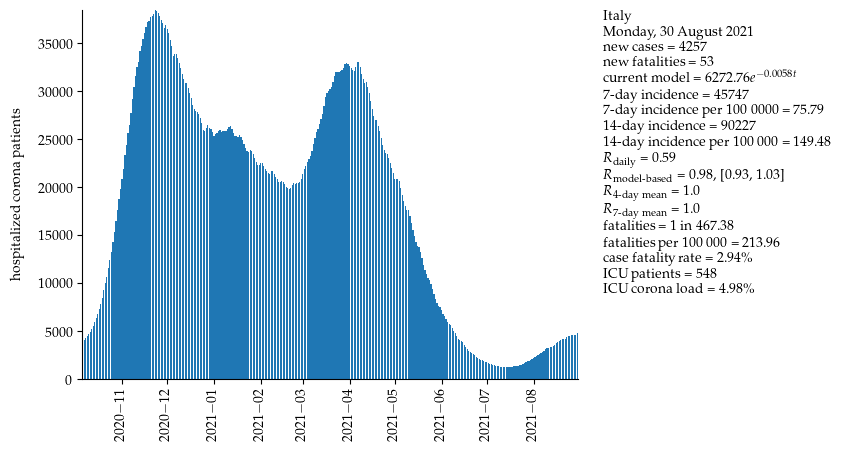 Italy
Monday, 30 August 2021
new cases = 4257
new fatalities = 53
current model = 6272.76e^{−0.0058t}
7-day incidence = 45747
7-day incidence per 100 0000 = 75.79
14-day incidence = 90227
14-day incidence per 100 000 = 149.48
R_daily = 0.59
R_model-based = 0.98, [0.93, 1.03]
R_4-day mean = 1.0
R_7-day mean = 1.0
fatalities = 1 in 467.38
fatalities per 100 000 = 213.96
case fatality rate = 2.94%
ICU patients = 548
ICU corona load = 4.98%
hospitalized corona patients
35000
30000
25000
20000
15000
10000
5000
0
2020−11
2020−12
2021−01
2021−02
2021−03
2021−04
2021−05
2021−06
2021−07
2021−08